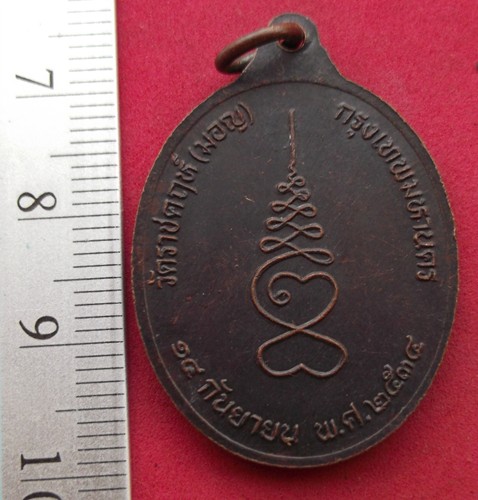 วัดราชคฤห์ (มอญ)
กรุงเทพมหานคร
๑๕ กันยายน พ.ศ.๒๕๓๔
7
8
9
10